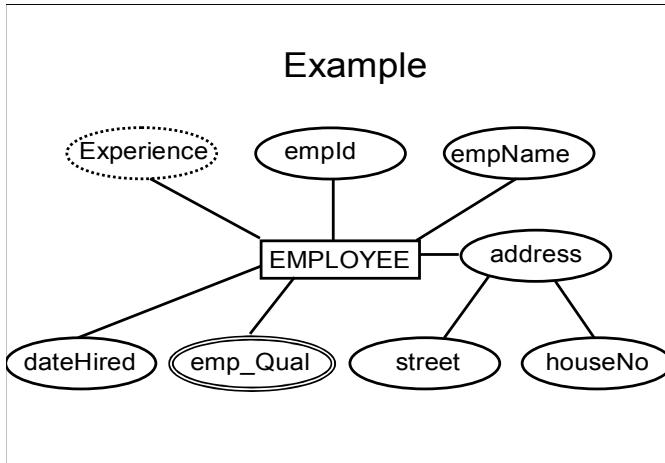 Example
Experience
empId
empName
EMPLOYEE
address
dateHired
emp_Qual
street
houseNo